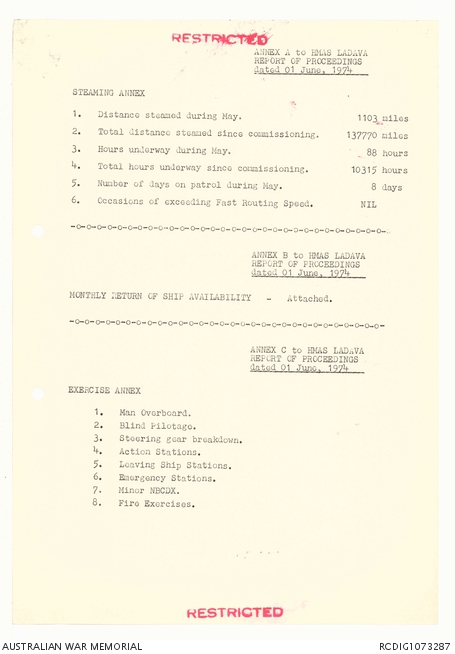 RESTRICTED
ANNEX A to HMAS LADAVA
REPORT OF PROCEEDINGS
dated 01 June, 1974
STEAMING ANNEX
1. Distance steamed during May. 1103 miles
2. Total distance steamed since commissioning. 137770 miles
3. Hours underway during May. 88 hours
4. Total hours underway since commissioning. 10315 hours
5. Number of days on patrol during May. 8 days
6. Occasions of exceeding Fast Routing Speed. NIL
-o-o-o-o-o-o-o-o-o-o-o-o-o-o-o-o-o-o-o-o-o-o-o-o-o-
ANNEX B to HMAS LADAVA
REPORT OF PROCEEDINGS
dated 01 June, 1974
MONTHLY RETURN OF SHIP AVAILABILITY - Attached.
-o-o-o-o-o-o-o-o-o-o-o-o-o-o-o-o-o-o-o-o-o-o-o-o-o-
ANNEX C to HMAS LADAVA
REPORT OF PROCEEDINGS
dated 01 June, 1974
EXERCISE ANNEX
1. Man Overboard.
2. Blind Pilotage.
3. Steering gear breakdown.
4. Action Stations.
5. Leaving Ship Stations.
6. Emergency Stations.
7. Minor NBCDX.
8. Fire Exercises.
RESTRICTED
AUSTRALIAN WAR MEMORIAL RCDIG1073287